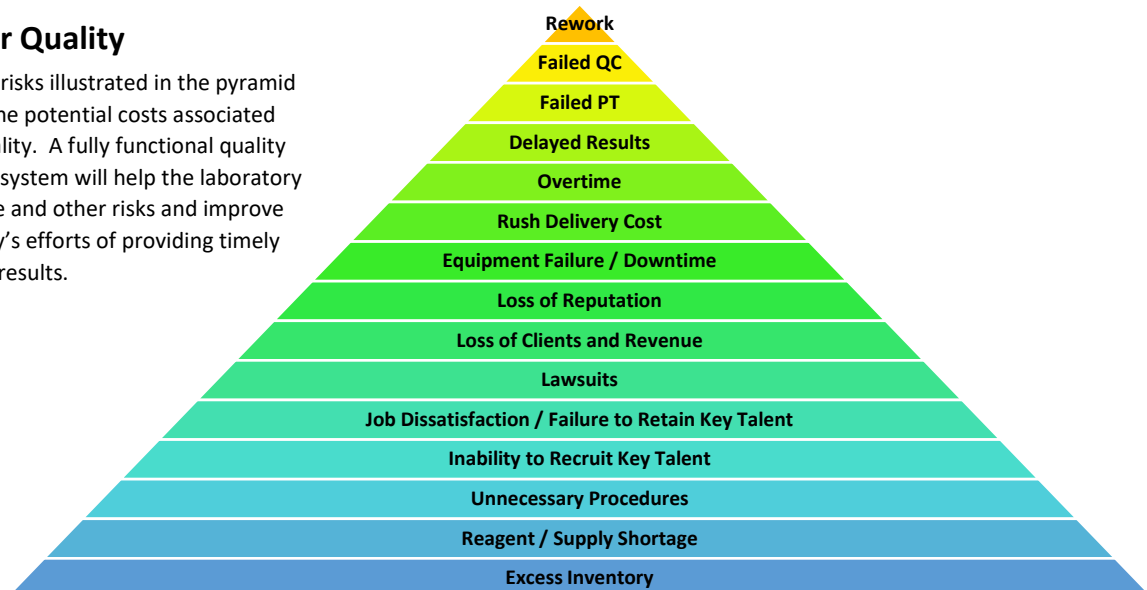 r Quality
risks illustrated in the pyramid
he potential costs associated
lity.  A fully functional quality
system will help the laboratory
e and other risks and improve
y’s efforts of providing timely
results.
Rework
Failed QC
Failed PT
Delayed Results
Overtime
Rush Delivery Cost
Equipment Failure / Downtime
Loss of Reputation
Loss of Clients and Revenue
Lawsuits
Job Dissatisfaction / Failure to Retain Key Talent
Inability to Recruit Key Talent
Unnecessary Procedures
Reagent / Supply Shortage
Excess Inventory